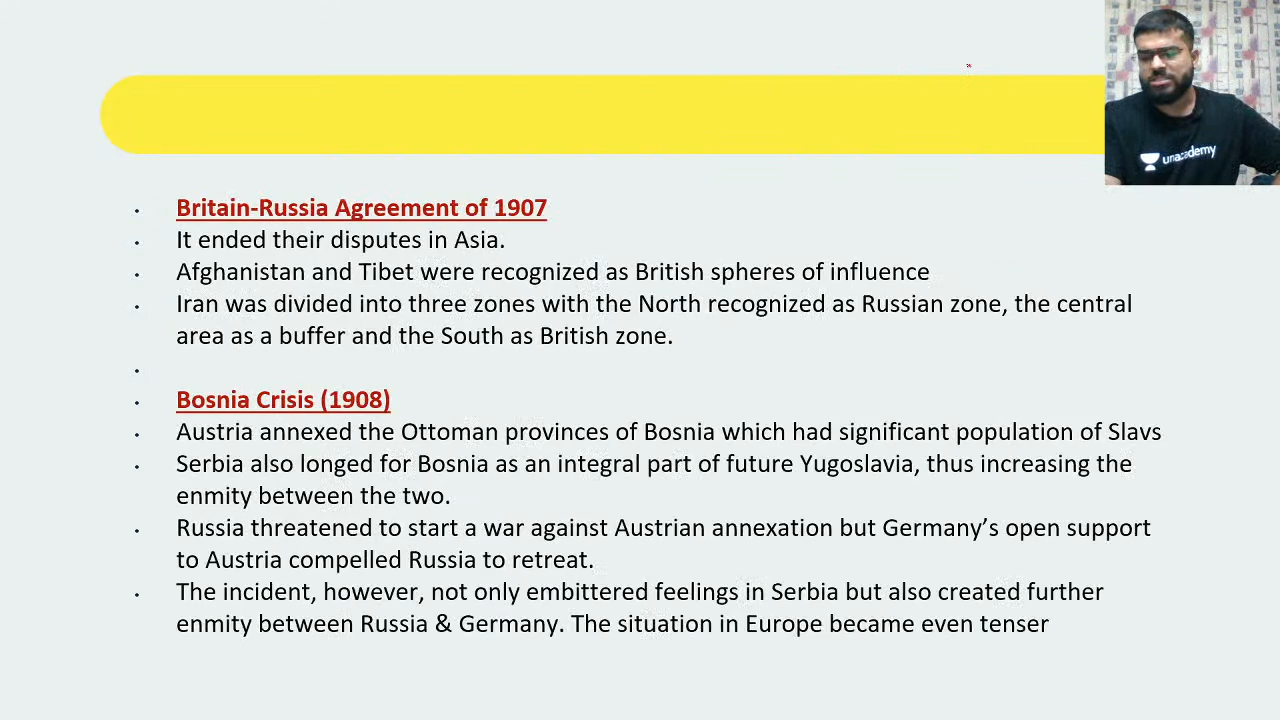 unacademy
Britain-Russia Agreement of 1907
It ended their disputes in Asia.
Afghanistan and Tibet were recognized as British spheres of influence
Iran was divided into three zones with the North recognized as Russian zone, the central
area as a buffer and the South as British zone.
Bosnia Crisis (1908)
Austria annexed the Ottoman provinces of Bosnia which had significant population of Slavs
Serbia also longed for Bosnia as an integral part of future Yugoslavia, thus increasing the
enmity between the two.
Russia threatened to start a war against Austrian annexation but Germany’s open support
to Austria compelled Russia to retreat.
The incident, however, not only embittered feelings in Serbia but also created further
enmity between Russia & Germany. The situation in Europe became even tenser